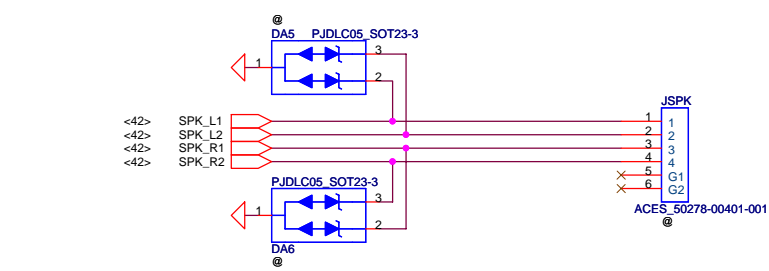 @
DA5 PJDLC05_SOT23-3
3
1
2
JSPK
<42> SPK_L1 1 1
<42> SPK_L2 2 2
<42> SPK_R1 3 3
<42> SPK_R2 4 4
5 G1
6 G2
PJDLC05_SOT23-3
3
1
2
ACES_50278-00401-001
@
DA6
@